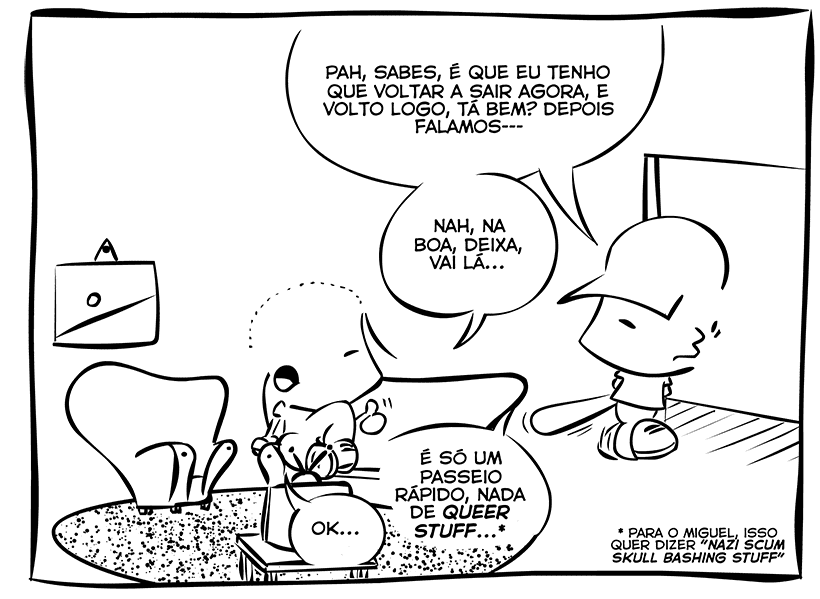 PAH, SABES, É QUE EU TENHO
QUE VOLTAR A SAIR AGORA, E
VOLTO LOGO, TÁ BEM? DEPOIS
FALAMOS---
NAH, NA
BOA, DEIXA,
VAI LÁ...
É SÓ UM
PASSEIO
RÁPIDO, NADA
DE QUEER
STUFF...*
OK...
* PARA O MIGUEL, ISSO
QUER DIZER "NAZI SCUM
SKULL BASHING STUFF"